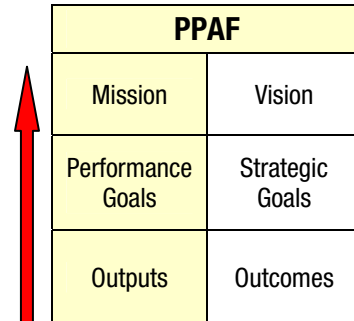 PPAF
Mission
Vision
Performance
Goals
Strategic
Goals
Outputs
Outcomes